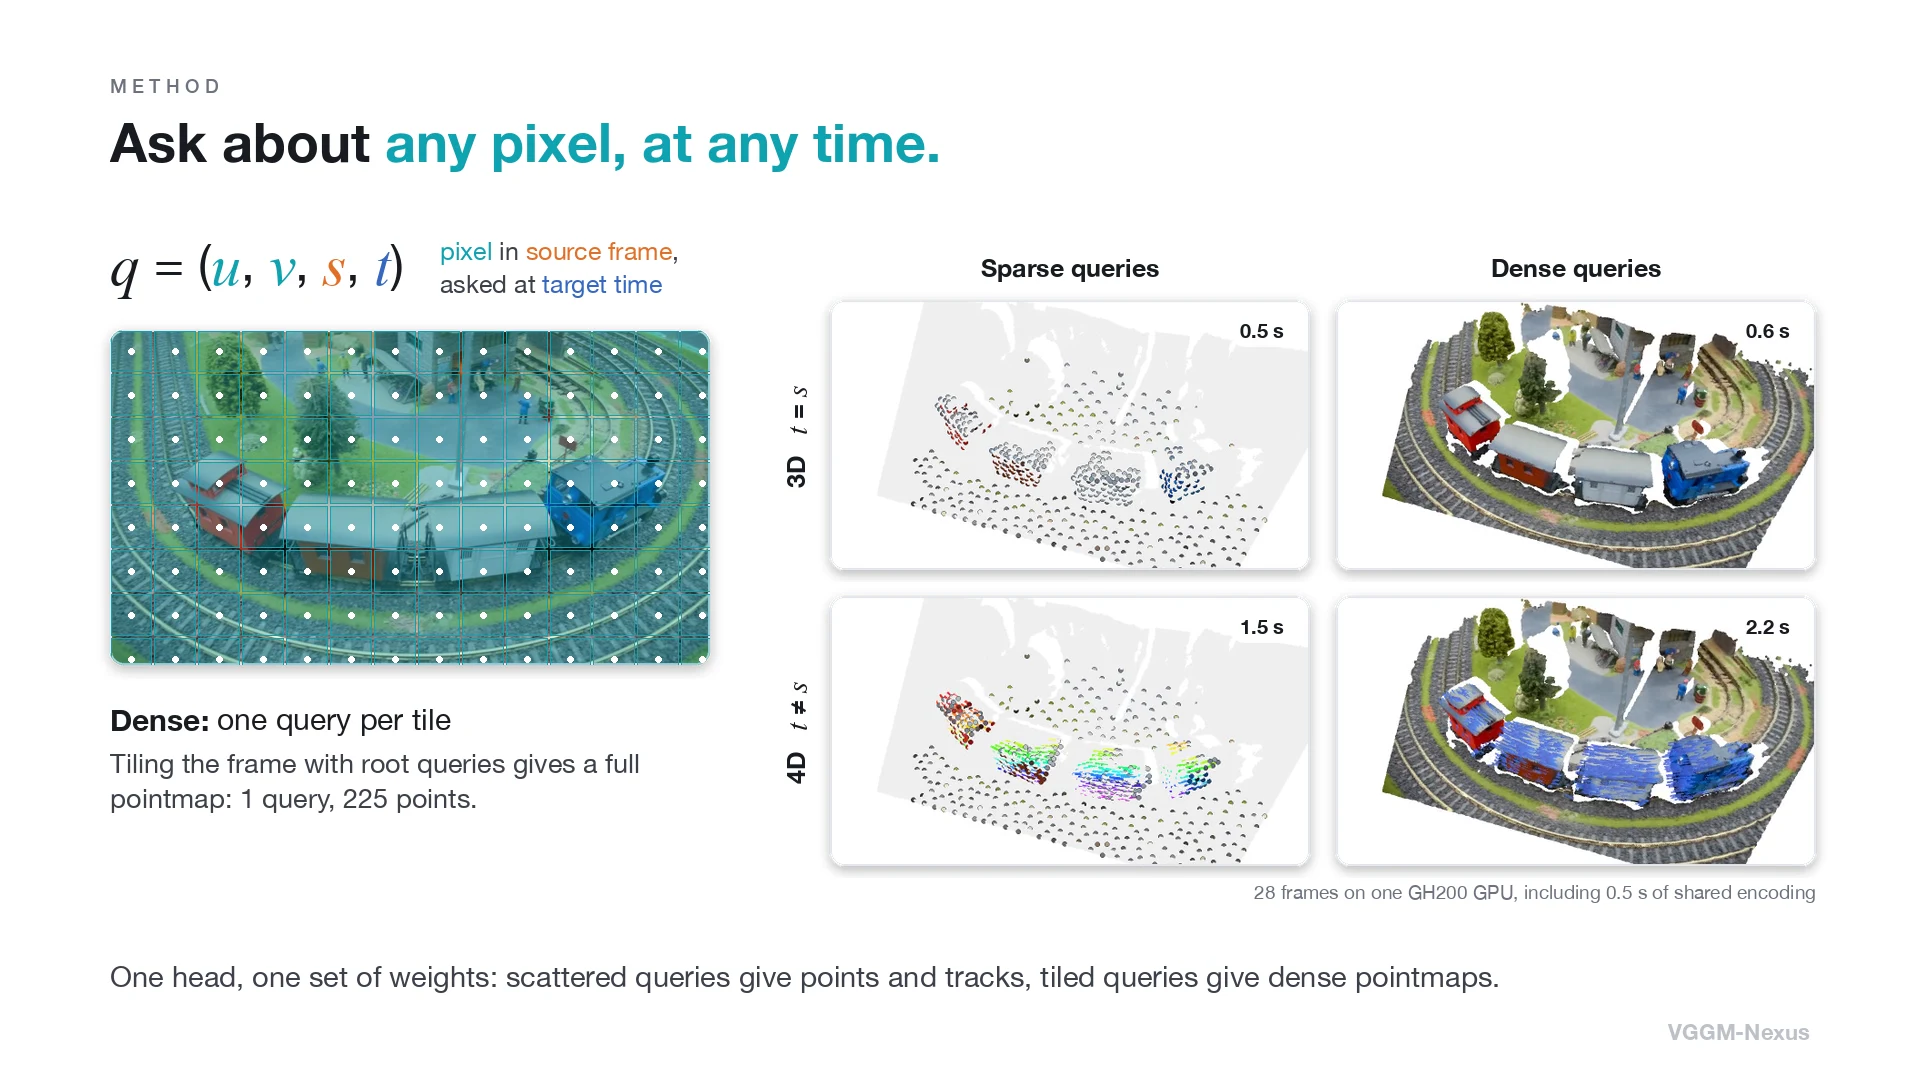 METHOD
Ask about any pixel, at any time.
q = (u, v, s, t)
pixel in source frame,
asked at target time
Dense: one query per tile
Tiling the frame with root queries gives a full
pointmap: 1 query, 225 points.
Sparse queries
Dense queries
3D t = s
0.5 s
0.6 s
4D t ≠ s
1.5 s
2.2 s
28 frames on one GH200 GPU, including 0.5 s of shared encoding
One head, one set of weights: scattered queries give points and tracks, tiled queries give dense pointmaps.
VGGM-Nexus